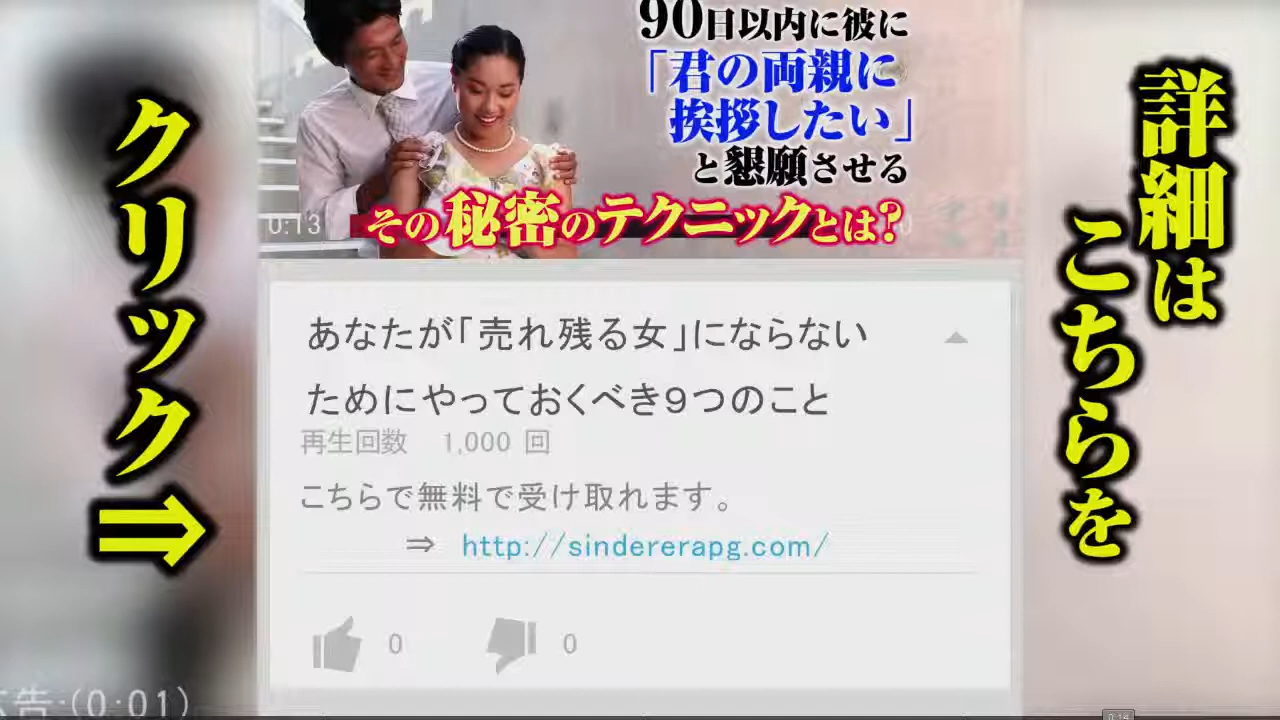 90日以内に彼に
「君の両親に
挨拶したい」
と懇願させる
その秘密のテクニックとは?
0:13
詳細は
こちらを
クリック⇒
あなたが「売れ残る女」にならない
ためにやっておくべき9つのこと
再生回数 1,000 回
こちらで無料で受け取れます。
⇒ http://sindererapg.com/
0 0
広告·(0:01)
0:14